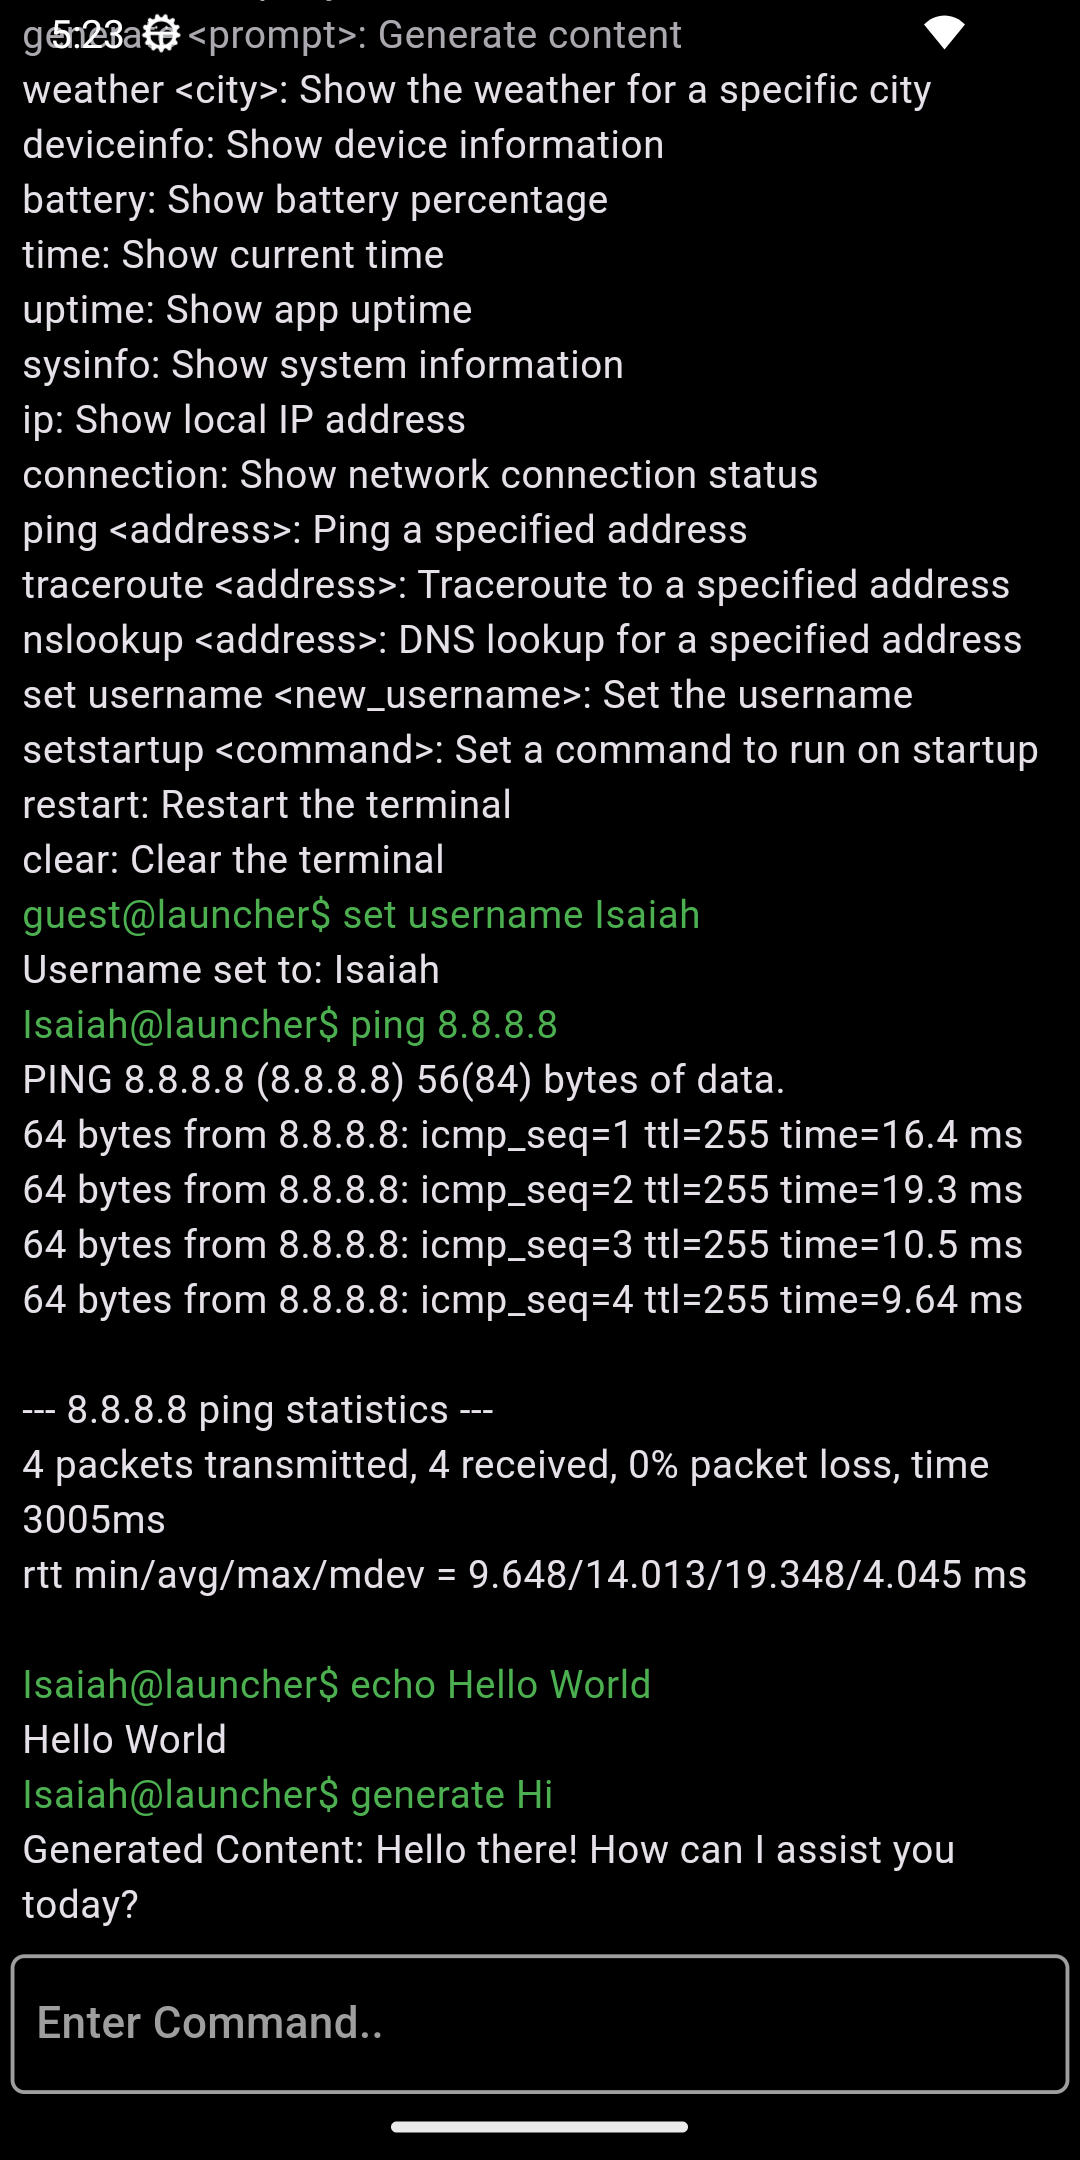 5:23
generate <prompt>: Generate content
weather <city>: Show the weather for a specific city
deviceinfo: Show device information
battery: Show battery percentage
time: Show current time
uptime: Show app uptime
sysinfo: Show system information
ip: Show local IP address
connection: Show network connection status
ping <address>: Ping a specified address
traceroute <address>: Traceroute to a specified address
nslookup <address>: DNS lookup for a specified address
set username <new_username>: Set the username
setstartup <command>: Set a command to run on startup
restart: Restart the terminal
clear: Clear the terminal
guest@launcher$ set username Isaiah
Username set to: Isaiah
Isaiah@launcher$ ping 8.8.8.8
PING 8.8.8.8 (8.8.8.8) 56(84) bytes of data.
64 bytes from 8.8.8.8: icmp_seq=1 ttl=255 time=16.4 ms
64 bytes from 8.8.8.8: icmp_seq=2 ttl=255 time=19.3 ms
64 bytes from 8.8.8.8: icmp_seq=3 ttl=255 time=10.5 ms
64 bytes from 8.8.8.8: icmp_seq=4 ttl=255 time=9.64 ms
--- 8.8.8.8 ping statistics ---
4 packets transmitted, 4 received, 0% packet loss, time
3005ms
rtt min/avg/max/mdev = 9.648/14.013/19.348/4.045 ms
Isaiah@launcher$ echo Hello World
Hello World
Isaiah@launcher$ generate Hi
Generated Content: Hello there! How can I assist you
today?
Enter Command..